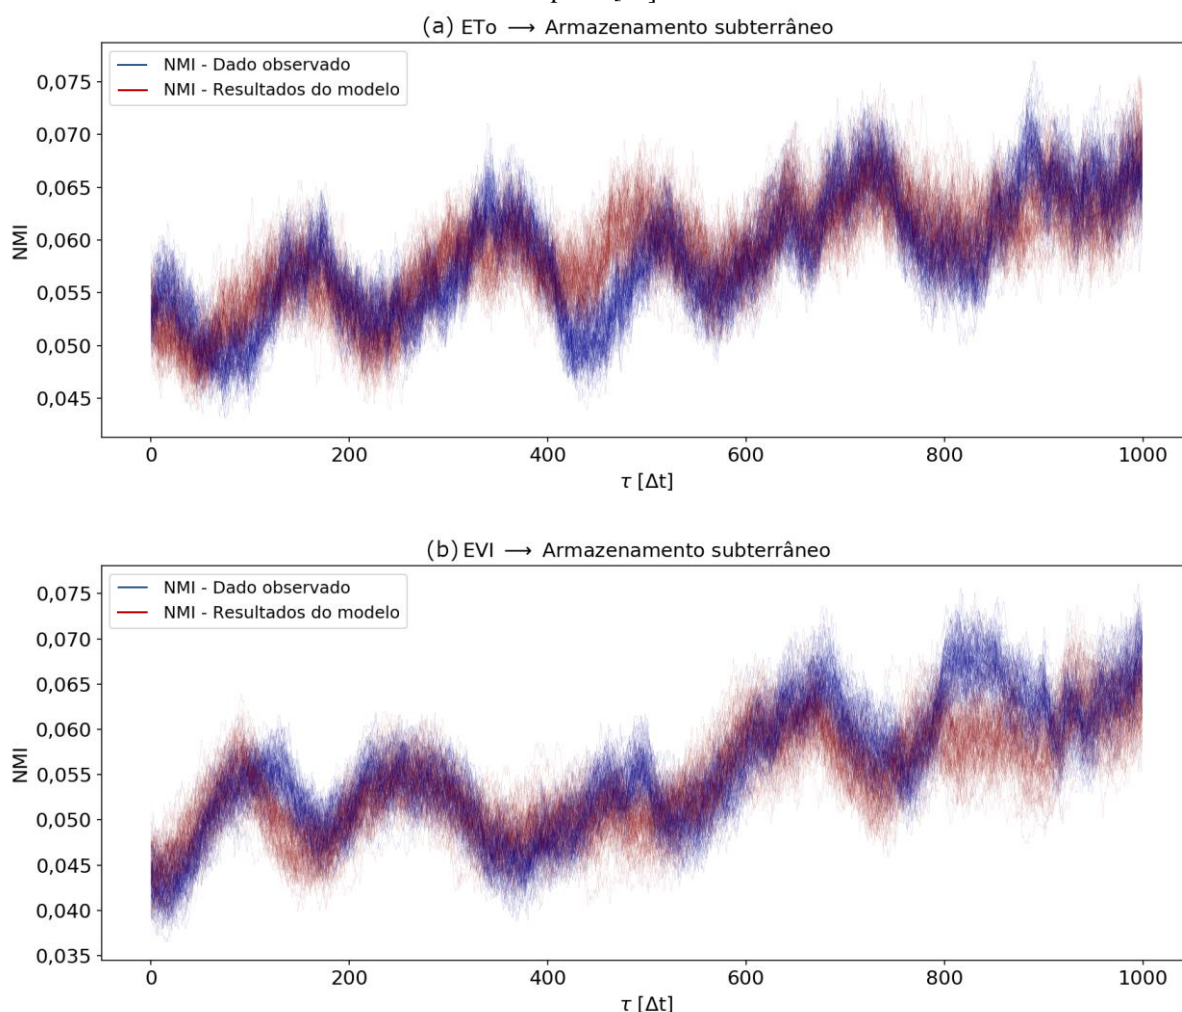 (a) ETo → Armazenamento subterrâneo
NMI - Dado observado
NMI - Resultados do modelo
0,075
0,070
0,065
0,060
0,055
0,050
0,045
NMI
0 200 400 600 800 1000
τ [Δt]
(b) EVI → Armazenamento subterrâneo
NMI - Dado observado
NMI - Resultados do modelo
0,075
0,070
0,065
0,060
0,055
0,050
0,045
0,040
0,035
NMI
0 200 400 600 800 1000
τ [Δt]